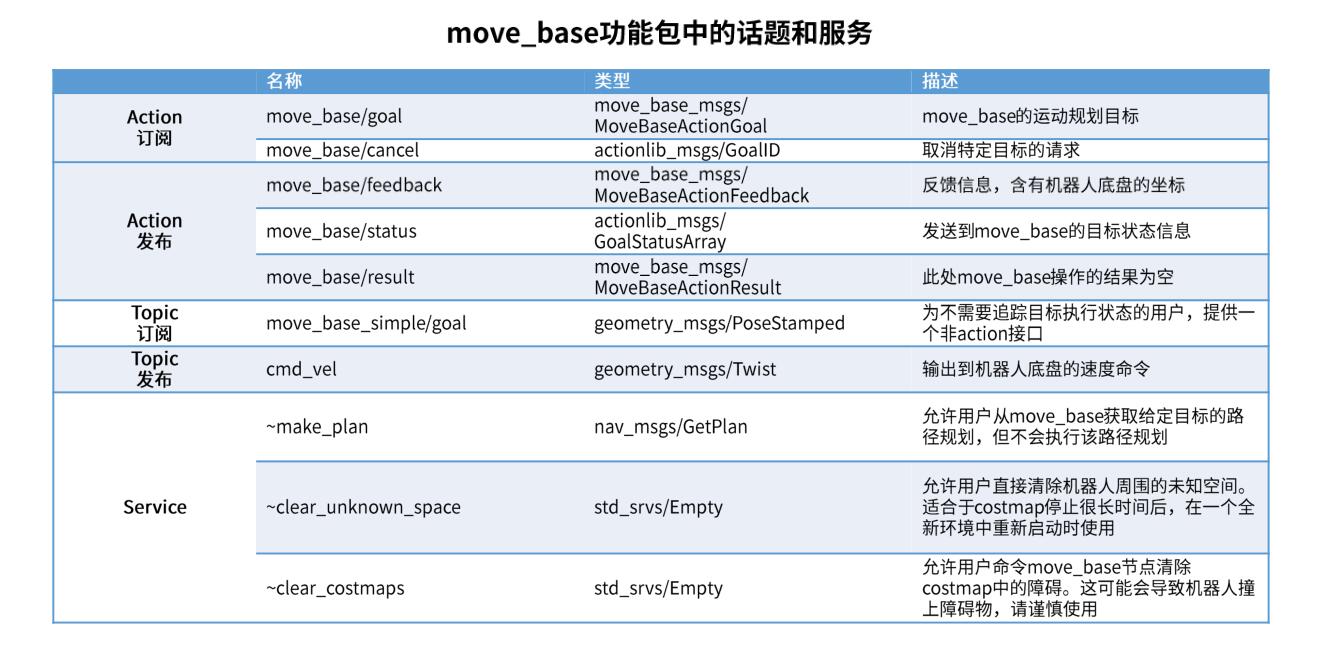 move_base功能包中的话题和服务
名称 类型 描述
Action
订阅
move_base/goal
move_base_msgs/
MoveBaseActionGoal
move_base的运动规划目标
move_base/cancel
actionlib_msgs/GoalID
取消特定目标的请求
Action
发布
move_base/feedback
move_base_msgs/
MoveBaseActionFeedback
反馈信息，含有机器人底盘的坐标
move_base/status
actionlib_msgs/
GoalStatusArray
发送到move_base的目标状态信息
move_base/result
move_base_msgs/
MoveBaseActionResult
此处move_base操作的结果为空
Topic
订阅
move_base_simple/goal
geometry_msgs/PoseStamped
为不需要追踪目标执行状态的用户，提供一
个非action接口
Topic
发布
cmd_vel
geometry_msgs/Twist
输出到机器人底盘的速度命令
Service
~make_plan
nav_msgs/GetPlan
允许用户从move_base获取给定目标的路
径规划，但不会执行该路径规划
~clear_unknown_space
std_srvs/Empty
允许用户直接清除机器人周围的未知空间。
适合于costmap停止很长时间后，在一个全
新环境中重新启动时使用
~clear_costmaps
std_srvs/Empty
允许用户命令move_base节点清除
costmap中的障碍。这可能会导致机器人撞
上障碍物，请谨慎使用